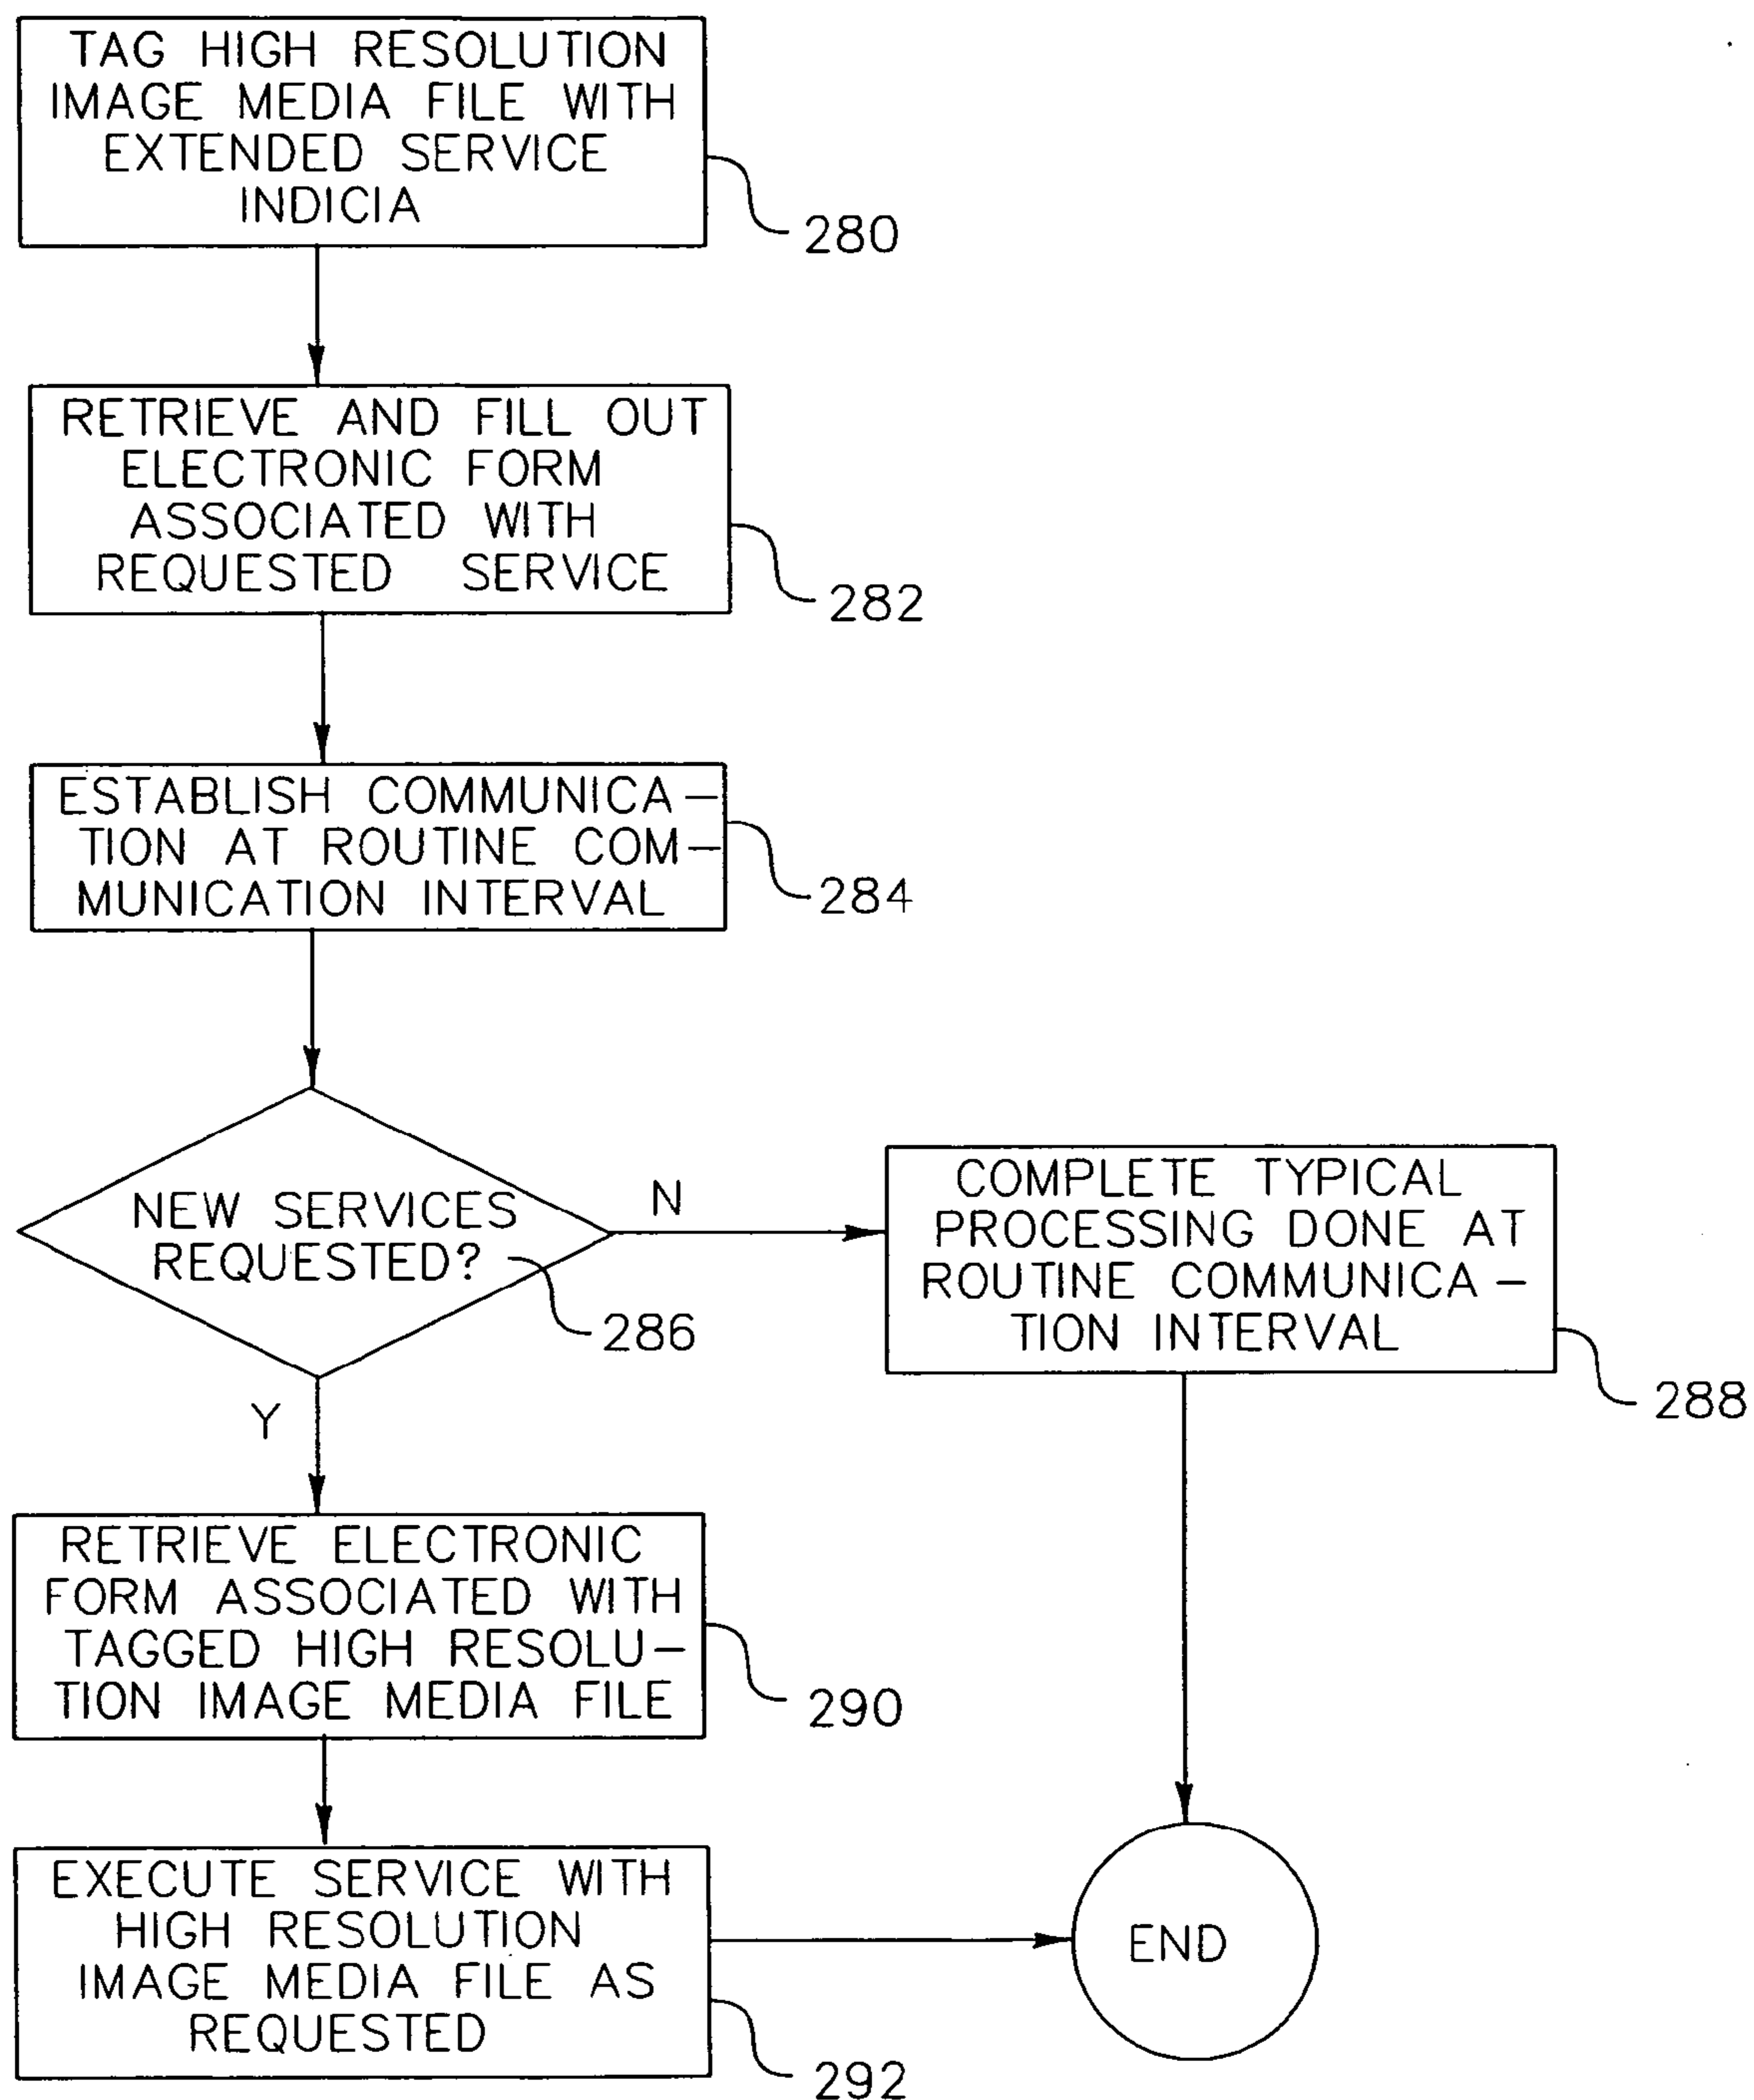 TAG HIGH RESOLUTION
IMAGE MEDIA FILE WITH
EXTENDED SERVICE
INDICIA
280
RETRIEVE AND FILL OUT
ELECTRONIC FORM
ASSOCIATED WITH
REQUESTED SERVICE
282
ESTABLISH COMMUNICA-
TION AT ROUTINE COM-
MUNICATION INTERVAL
284
NEW SERVICES
REQUESTED?
286
N
COMPLETE TYPICAL
PROCESSING DONE AT
ROUTINE COMMUNICA-
TION INTERVAL
288
Y
RETRIEVE ELECTRONIC
FORM ASSOCIATED WITH
TAGGED HIGH RESOLU-
TION IMAGE MEDIA FILE
290
EXECUTE SERVICE WITH
HIGH RESOLUTION
IMAGE MEDIA FILE AS
REQUESTED
292
END